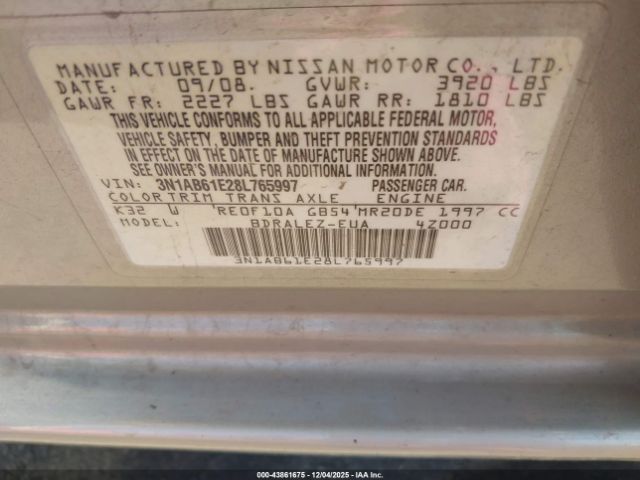 MANUFACTURED BY NISSAN MOTOR CO., LTD.
DATE: 09/08. GVWR: 3920 LBS
GAWR FR: 2227 LBS GAWR RR: 1810 LBS
THIS VEHICLE CONFORMS TO ALL APPLICABLE FEDERAL MOTOR,
VEHICLE SAFETY, BUMPER AND THEFT PREVENTION STANDARDS
IN EFFECT ON THE DATE OF MANUFACTURE SHOWN ABOVE.
SEE OWNER'S MANUAL FOR ADDITIONAL INFORMATION
VIN: 3N1AB61E28L765997 PASSENGER CAR.
COLOR TRIM TRANS AXLE ENGINE
K32 W RE0F10A GB54 MR20DE 1997 CC
MODEL: BDRALEZ-EUA 4Z000
3N1AB61E28L765997
000-43861675 12/04/2025 IAA Inc.